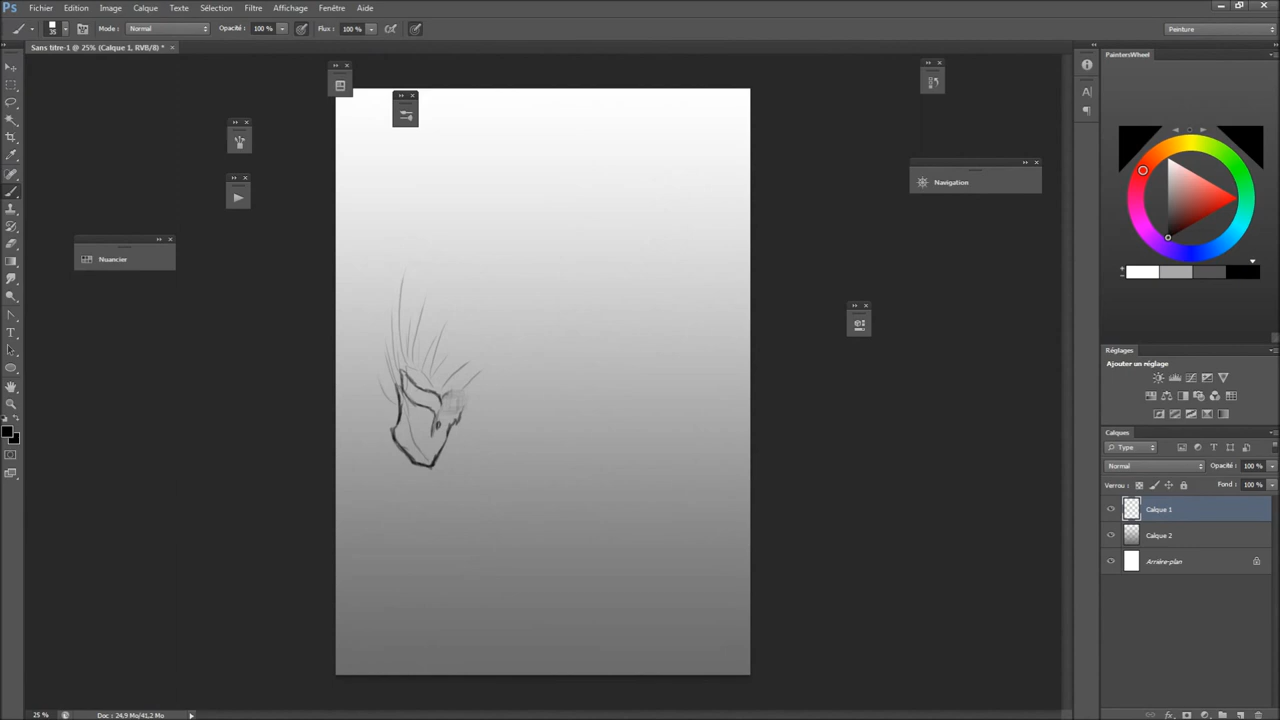 Ps Fichier Edition Image Calque Texte Sélection Filtre Affichage Fenêtre Aide
35 Mode : Normal Opacité : 100 % Flux : 100 % Peinture
Sans titre-1 @ 25% (Calque 1, RVB/8) *
PaintersWheel
Navigation
Nuancier
Réglages
Ajouter un réglage
Calques
Type
Normal Opacité : 100 %
Verrou : Fond : 100 %
Calque 1
Calque 2
Arrière-plan
25 % Doc : 24,9 Mo/41,2 Mo